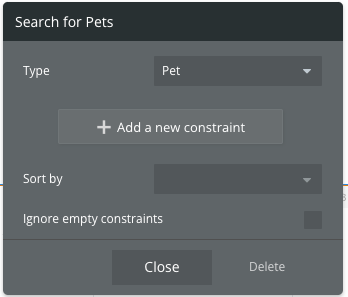 Search for Pets
Type
Pet
Add a new constraint
Sort by
Ignore empty constraints
Close
Delete